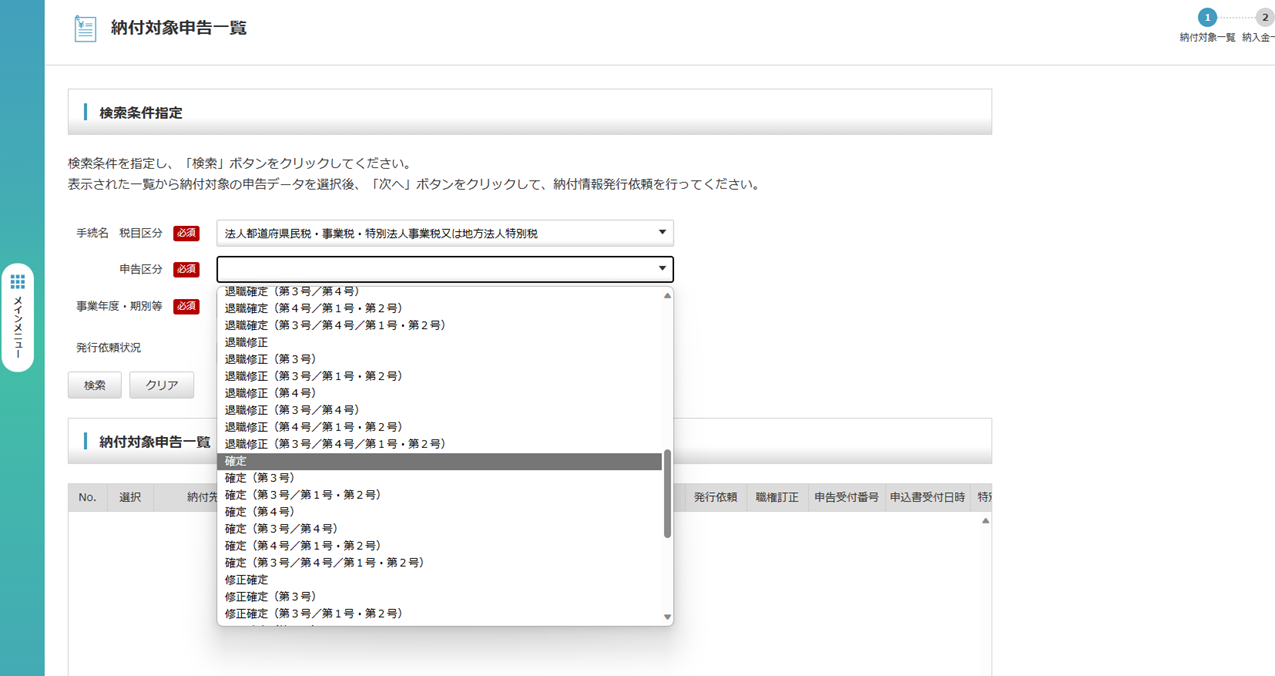 納付対象申告一覧
1
2
納付対象一覧
納入金一
検索条件指定
検索条件を指定し、「検索」ボタンをクリックしてください。
表示された一覧から納付対象の申告データを選択後、「次へ」ボタンをクリックして、納付情報発行依頼を行ってください。
手続名 税目区分 必須 法人都道府県民税・事業税・特別法人事業税又は地方法人特別税
申告区分 必須
事業年度・期別等 必須
発行依頼状況
検索 クリア
メインメニュー
退職確定（第３号／第４号）
退職確定（第４号／第１号・第２号）
退職確定（第３号／第４号／第１号・第２号）
退職修正
退職修正（第３号）
退職修正（第３号／第１号・第２号）
退職修正（第４号）
退職修正（第３号／第４号）
退職修正（第４号／第１号・第２号）
退職修正（第３号／第４号／第１号・第２号）
確定
確定（第３号）
確定（第３号／第１号・第２号）
確定（第４号）
確定（第３号／第４号）
確定（第４号／第１号・第２号）
確定（第３号／第４号／第１号・第２号）
修正確定
修正確定（第３号）
修正確定（第３号／第１号・第２号）
納付対象申告一覧
No. 選択 納付先 発行依頼 職権訂正 申告受付番号 申込書受付日時 特別